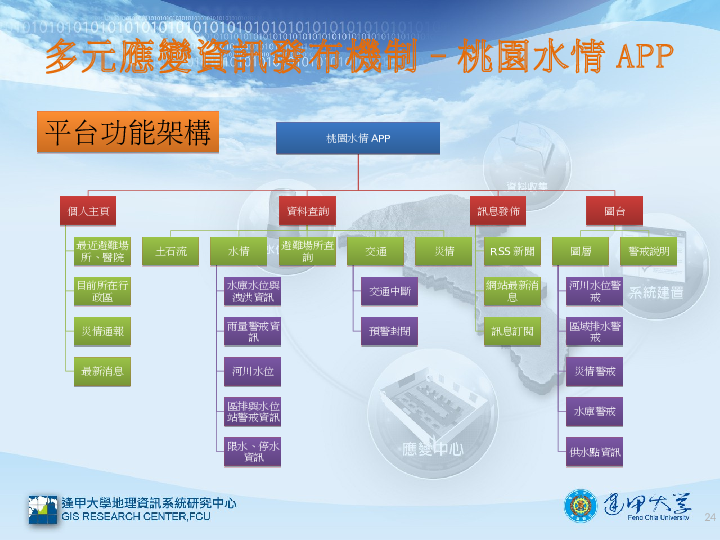 多元應變資訊發布機制－桃園水情 APP
平台功能架構
桃園水情 APP
個人主頁
資料查詢
訊息發佈
圖台
最近避難場
所、醫院
目前所在行
政區
災情通報
最新消息
土石流
水情
避難場所查
詢
交通
災情
RSS 新聞
圖層
警戒說明
水庫水位與
洩洪資訊
雨量警戒資
訊
河川水位
區排與水位
站警戒資訊
限水、停水
資訊
交通中斷
預警封閉
網站最新消
息
訊息訂閱
河川水位警
戒
區域排水警
戒
災情警戒
水庫警戒
供水點資訊
資料收集
系統建置
應變中心
逢甲大學地理資訊系統研究中心
GIS RESEARCH CENTER,FCU
逢甲大學
Feng Chia University
24